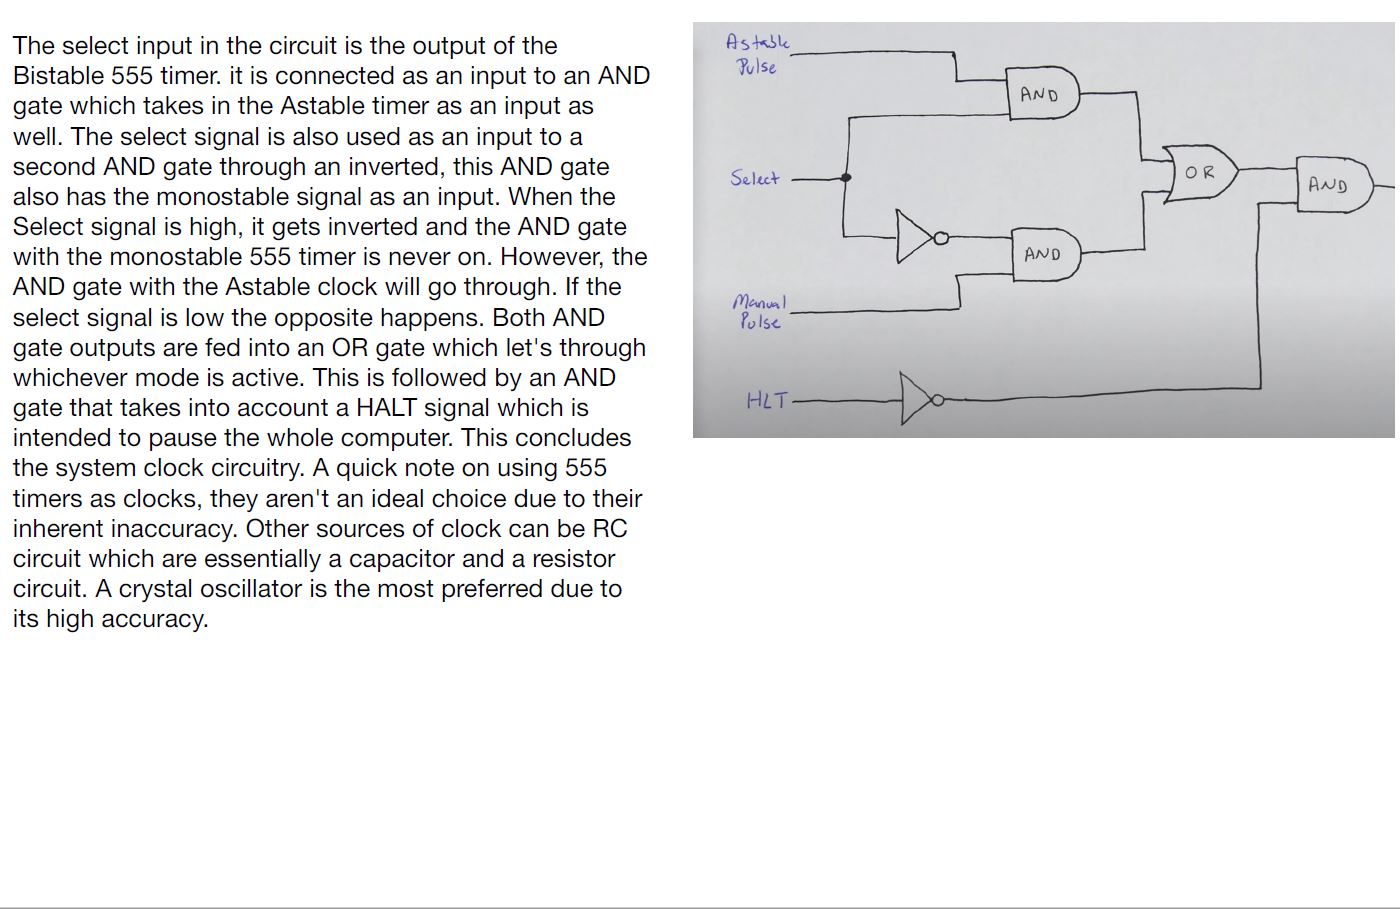 The select input in the circuit is the output of the
Bistable 555 timer. it is connected as an input to an AND
gate which takes in the Astable timer as an input as
well. The select signal is also used as an input to a
second AND gate through an inverted, this AND gate
also has the monostable signal as an input. When the
Select signal is high, it gets inverted and the AND gate
with the monostable 555 timer is never on. However, the
AND gate with the Astable clock will go through. If the
select signal is low the opposite happens. Both AND
gate outputs are fed into an OR gate which let's through
whichever mode is active. This is followed by an AND
gate that takes into account a HALT signal which is
intended to pause the whole computer. This concludes
the system clock circuitry. A quick note on using 555
timers as clocks, they aren't an ideal choice due to their
inherent inaccuracy. Other sources of clock can be RC
circuit which are essentially a capacitor and a resistor
circuit. A crystal oscillator is the most preferred due to
its high accuracy.
Astable
Pulse
AND
Select
OR
AND
AND
Manual
Pulse
HLT